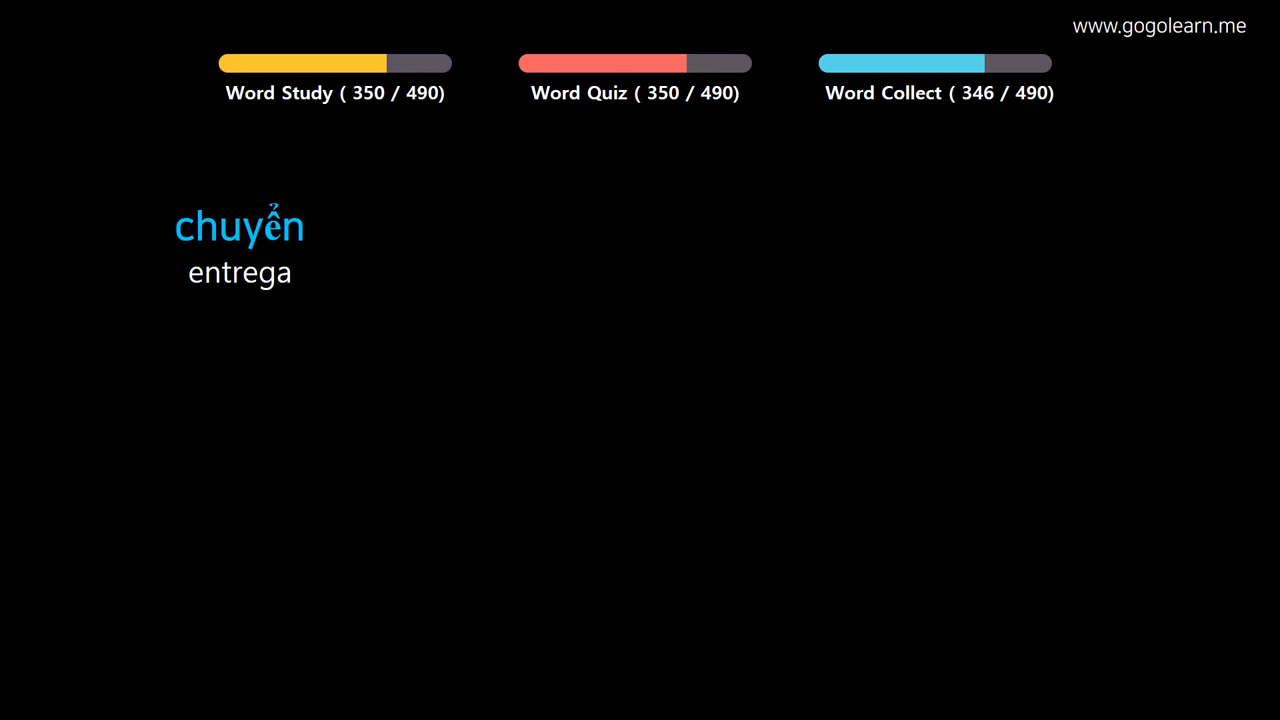 www.gogolearn.me
Word Study ( 350 / 490)
Word Quiz ( 350 / 490)
Word Collect ( 346 / 490)
chuyển
entrega